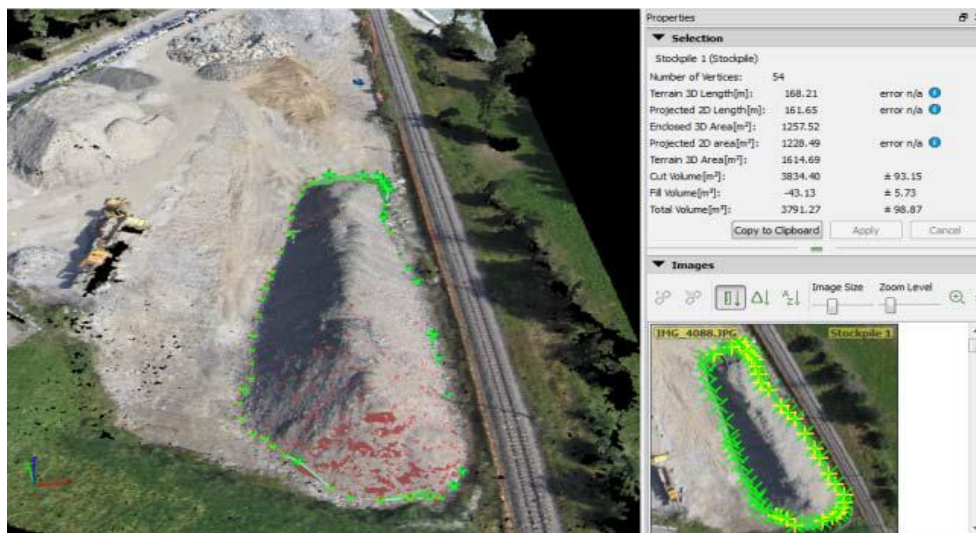 Properties
Selection
Stockpile 1 (Stockpile)
Number of Vertices: 54
Terrain 3D Length[m]: 168.21 error n/a
Projected 2D Length[m]: 161.65 error n/a
Enclosed 3D Area[m²]: 1257.52
Projected 2D area[m²]: 1228.49 error n/a
Terrain 3D Area[m²]: 1614.69
Cut Volume[m³]: 3834.40 ± 93.15
Fill Volume[m³]: -43.13 ± 5.73
Total Volume[m³]: 3791.27 ± 98.87
Copy to Clipboard Apply Cancel
Images
Image Size Zoom Level
IMG_4088.JPG Stockpile 1